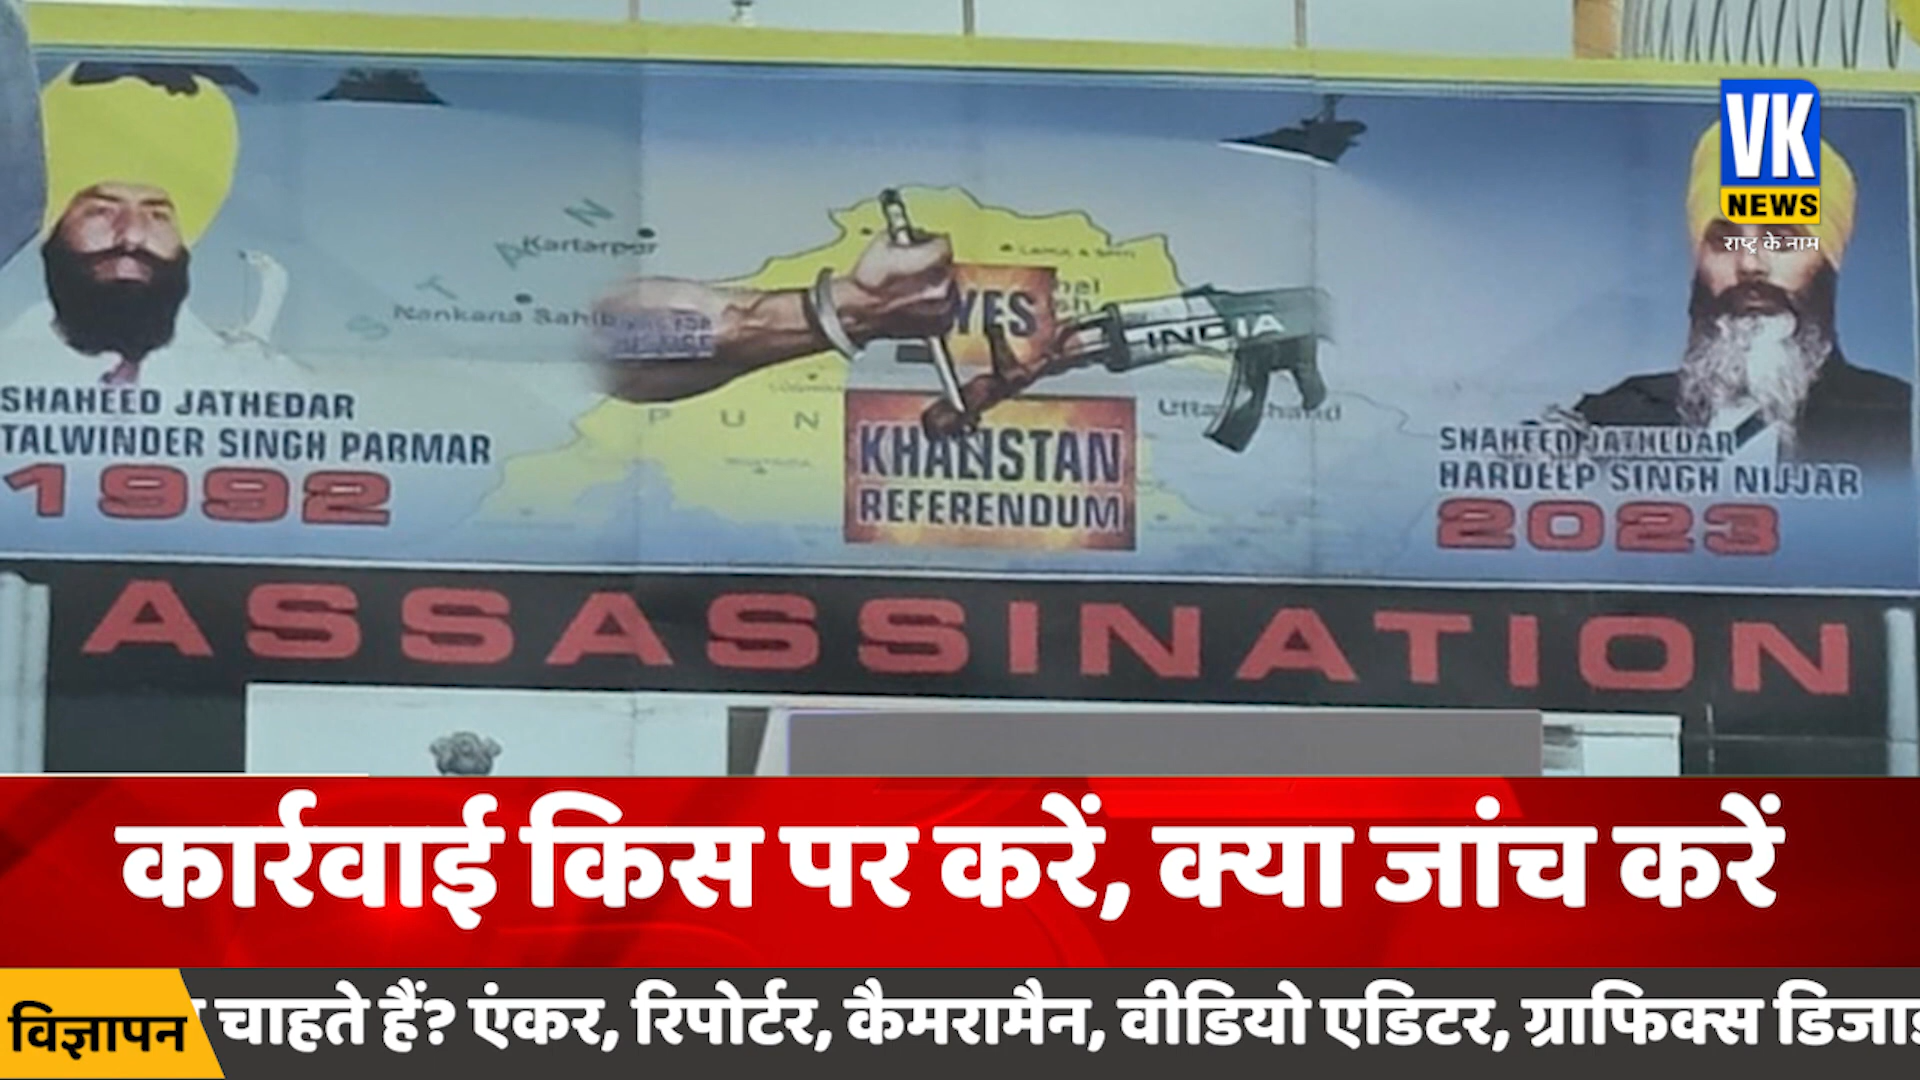 VK
NEWS
राष्ट्र के नाम
S T A N
Kartarpur
Nankana Sahib
YES
INDIA
P U N
SHAHEED JATHEDAR
TALWINDER SINGH PARMAR
1992
KHALISTAN
REFERENDUM
SHAHEED JATHEDAR
HARDEEP SINGH NIJJAR
2023
ASSASSINATION
कार्रवाई किस पर करें, क्या जांच करें
विज्ञापन
चाहते हैं? एंकर, रिपोर्टर, कैमरामैन, वीडियो एडिटर, ग्राफिक्स